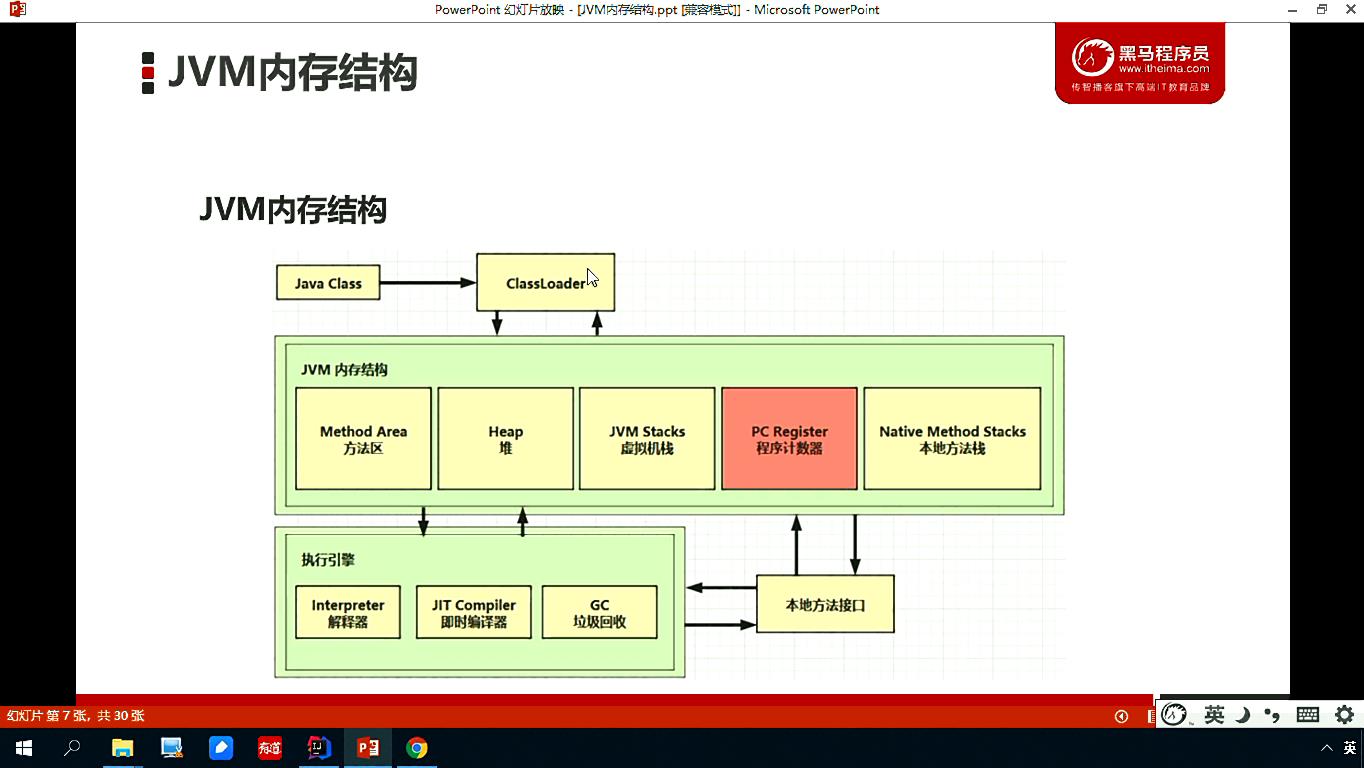 PowerPoint 幻灯片放映 - [JVM内存结构.ppt [兼容模式]] - Microsoft PowerPoint
JVM内存结构
黑马程序员
www.itheima.com
传智播客旗下高端IT教育品牌
JVM内存结构
Java Class
ClassLoader
JVM 内存结构
Method Area
方法区
Heap
堆
JVM Stacks
虚拟机栈
PC Register
程序计数器
Native Method Stacks
本地方法栈
执行引擎
Interpreter
解释器
JIT Compiler
即时编译器
GC
垃圾回收
本地方法接口
幻灯片 第 7 张，共 30 张
英
有道
IJ
英